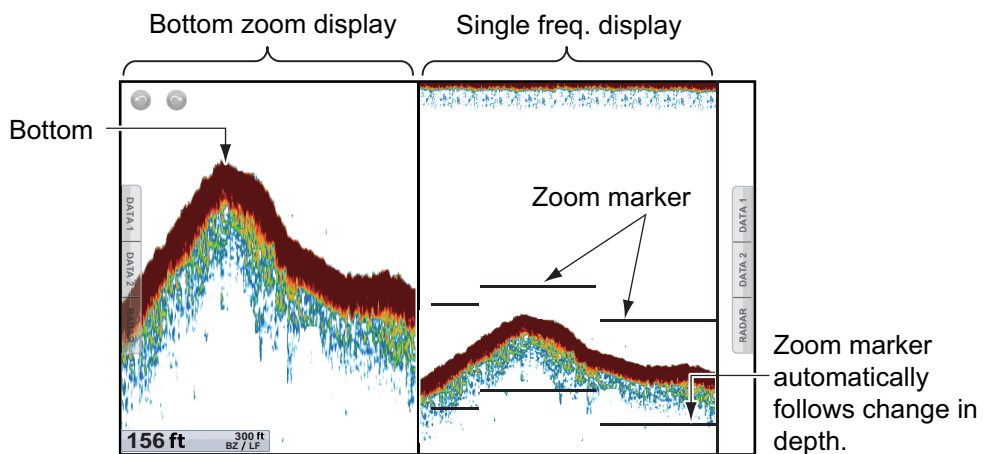 Bottom zoom display
Single freq. display
Bottom
Zoom marker
DATA 1
DATA 2
DATA 1
DATA 2
RADAR
Zoom marker
automatically
follows change in
depth.
156 ft
300 ft
BZ / LF